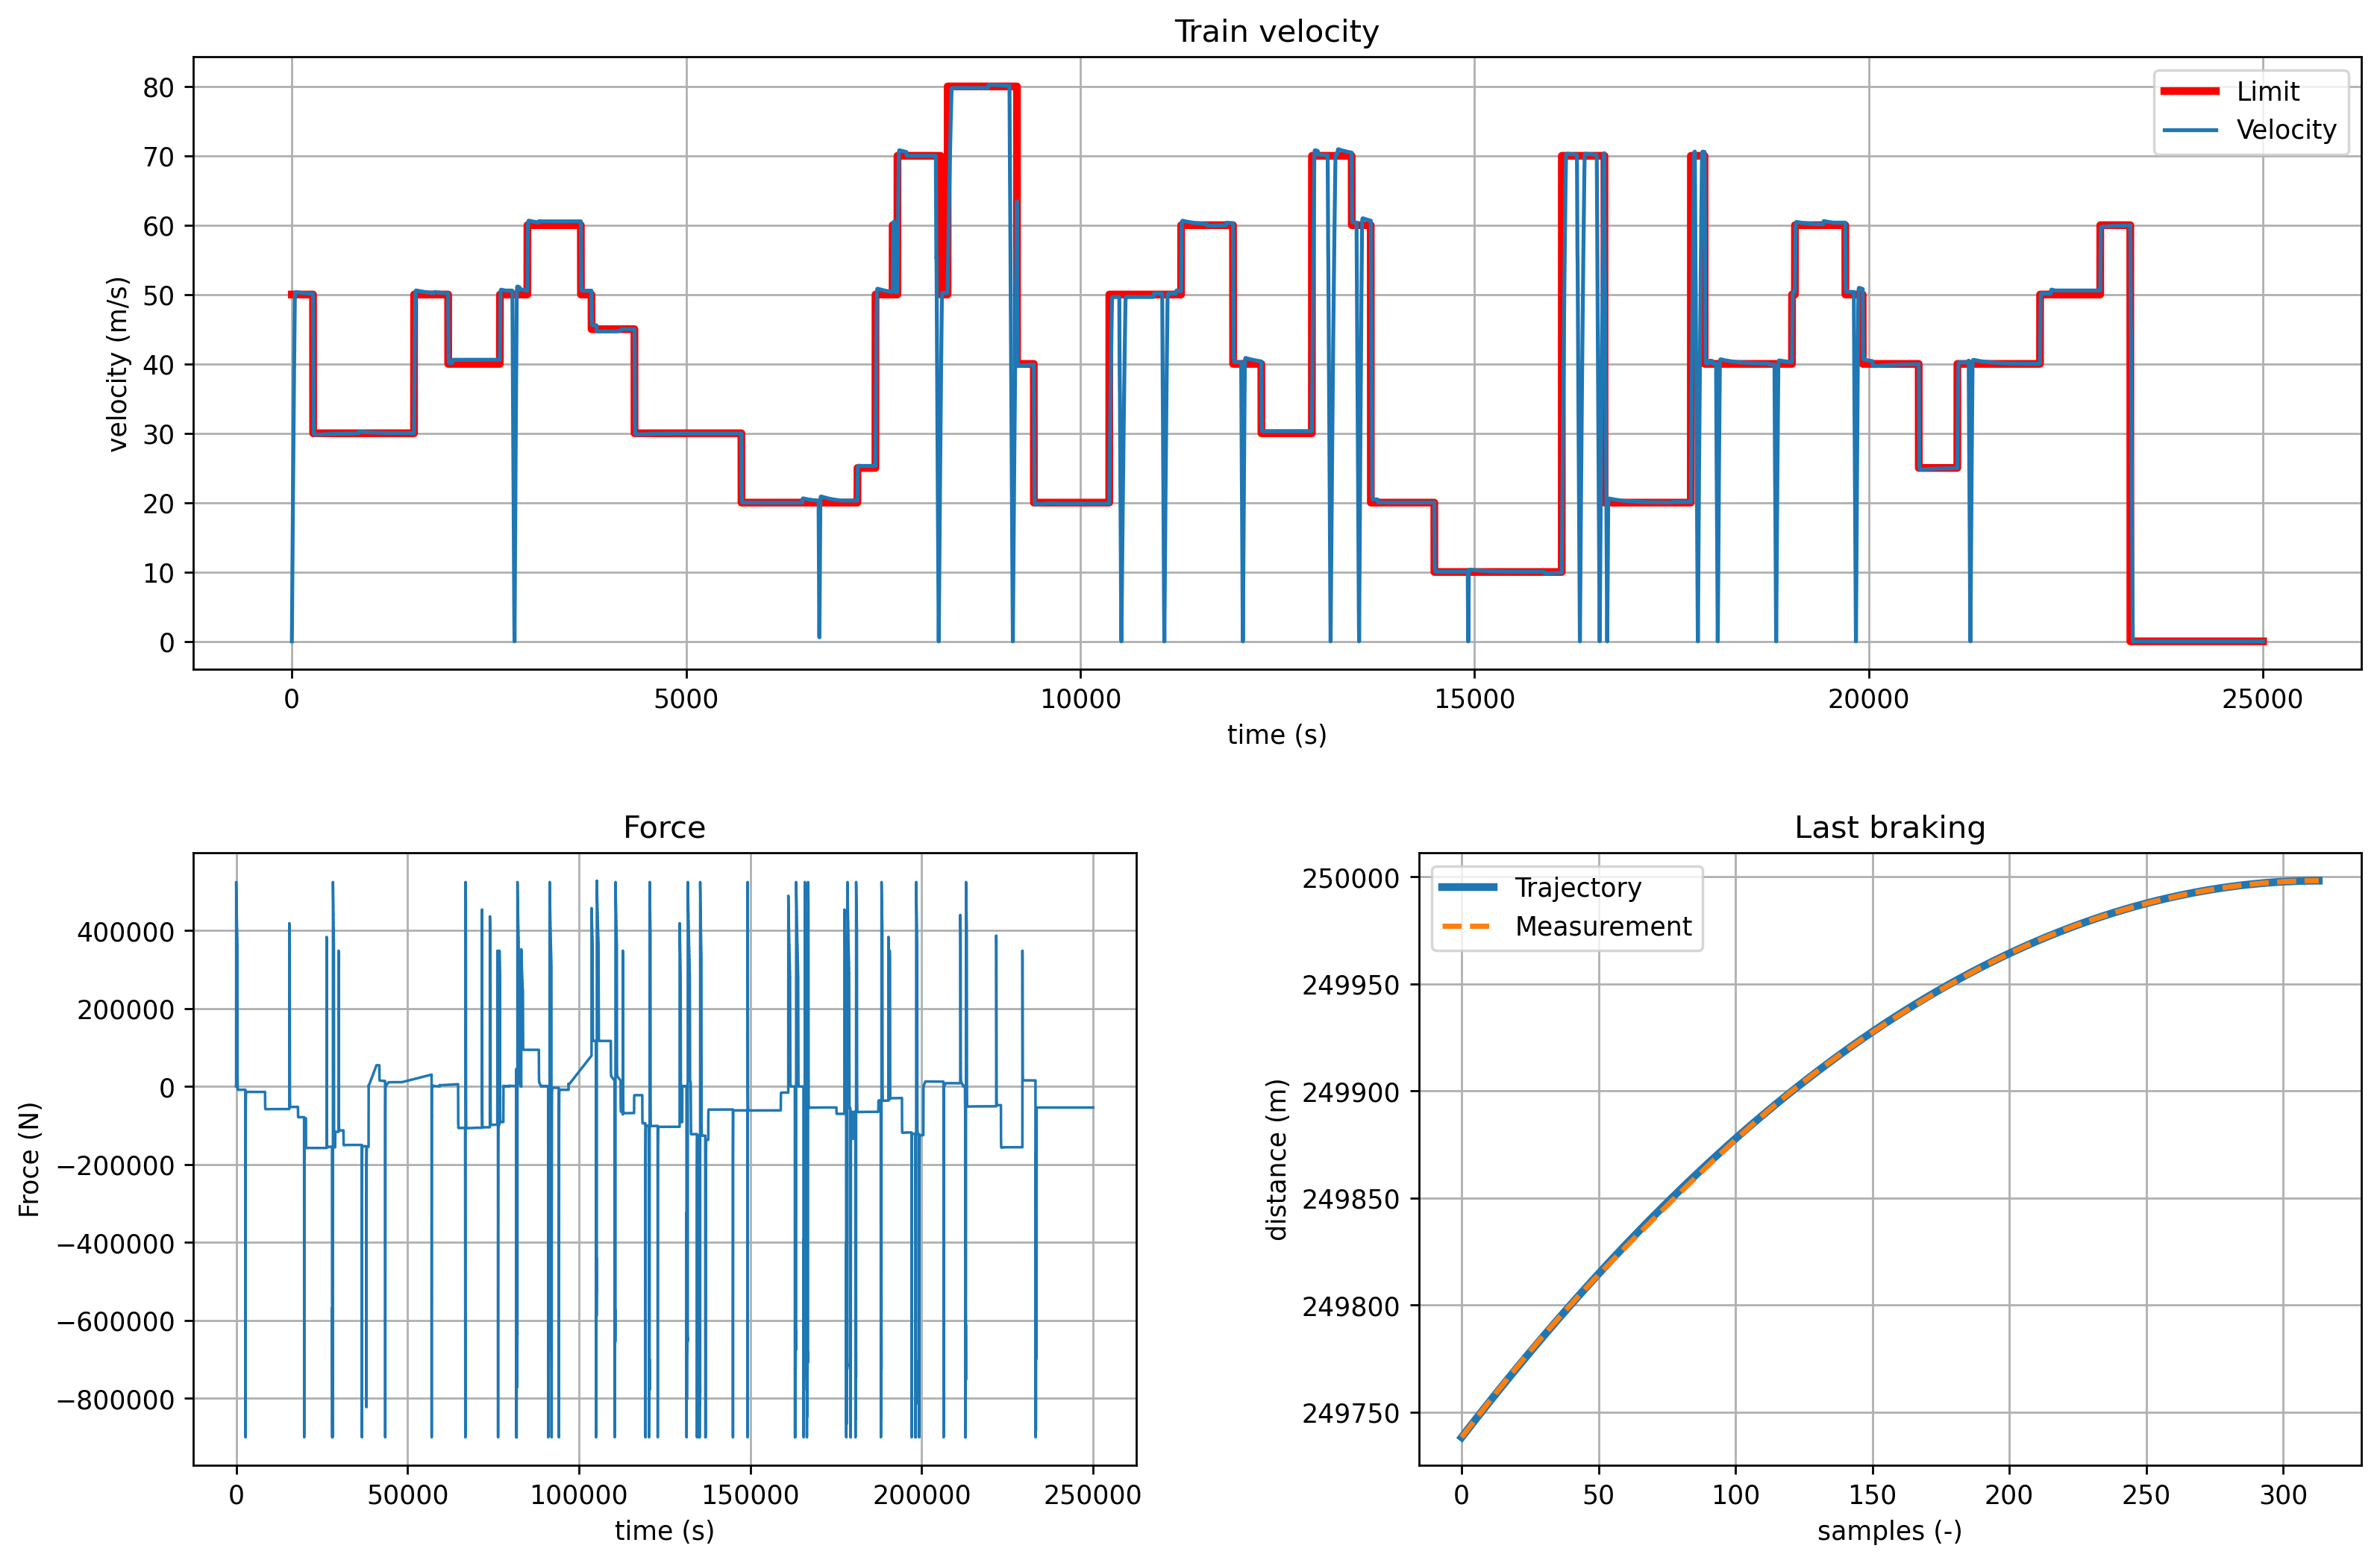 Train velocity
velocity (m/s)
80
70
60
50
40
30
20
10
0
Limit
Velocity
0 5000 10000 15000 20000 25000
time (s)
Force
Froce (N)
400000
200000
0
−200000
−400000
−600000
−800000
0 50000 100000 150000 200000 250000
time (s)
Last braking
distance (m)
250000
249950
249900
249850
249800
249750
Trajectory
Measurement
0 50 100 150 200 250 300
samples (-)